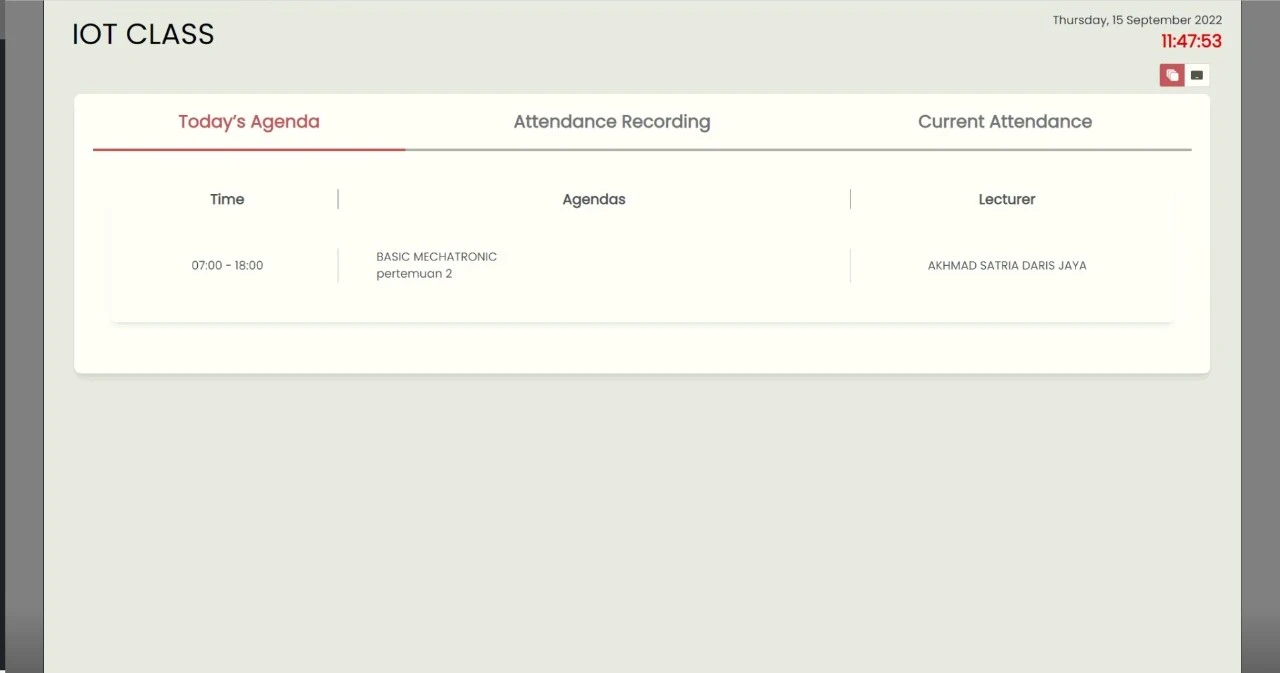 IOT CLASS
Thursday, 15 September 2022
11:47:53
Today's Agenda
Attendance Recording
Current Attendance
Time
Agendas
Lecturer
07:00 - 18:00
BASIC MECHATRONIC
pertemuan 2
AKHMAD SATRIA DARIS JAYA